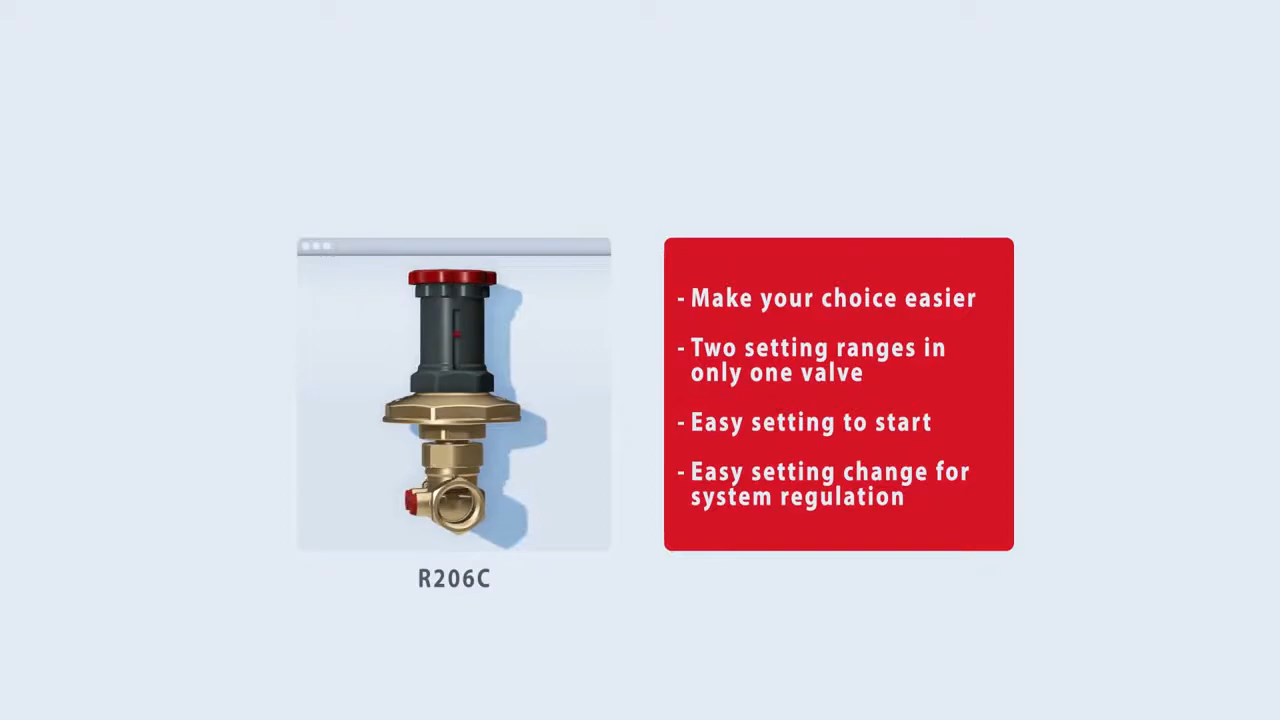 - Make your choice easier
- Two setting ranges in
only one valve
- Easy setting to start
- Easy setting change for
system regulation
R206C